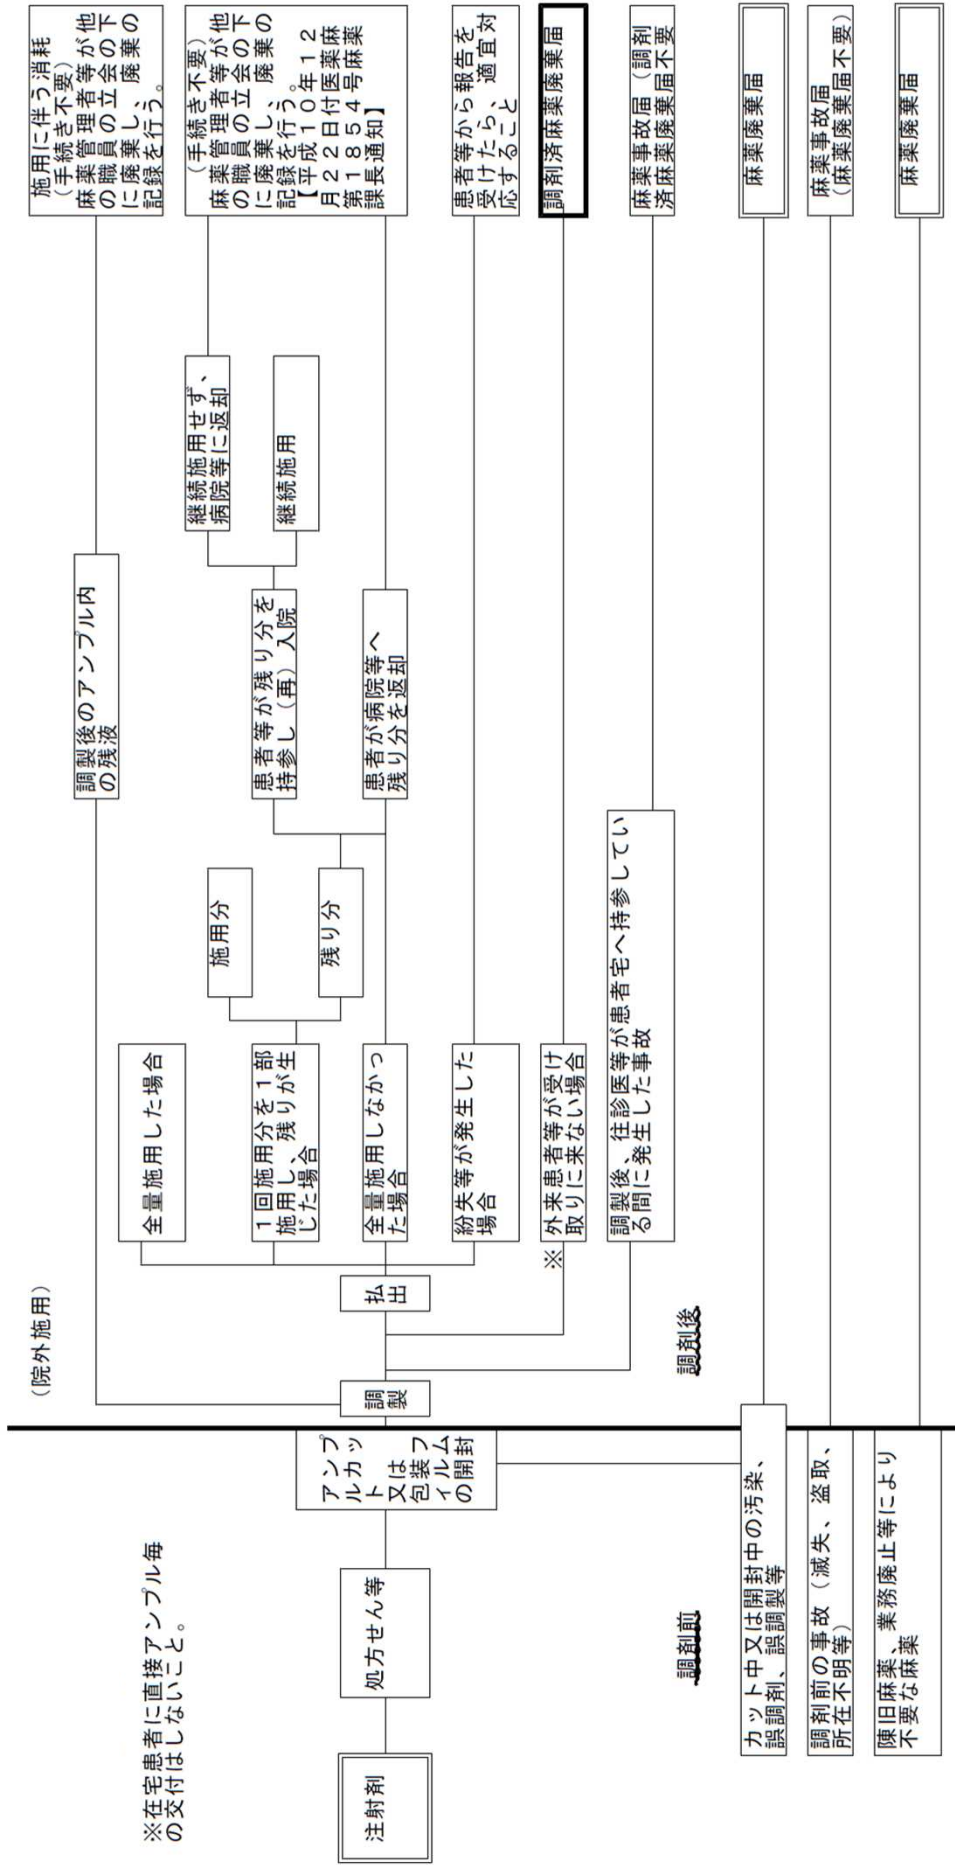 （院外施用）
※在宅患者に直接アンプル毎
の交付はしないこと。
注射剤
処方せん等
アンプ
ルカッ
ト
又は
包装フ
ィルム
の開封
調製
払出
調製後のアンプル内
の残液
施用に伴う消耗
（手続き不要）
麻薬管理者等が他
の職員の立会の下
に廃棄し、廃棄の
記録を行う。
全量施用した場合
１回施用分を１部
施用し、残りが生
じた場合
施用分
残り分
患者等が残り分を
持参し（再）入院
継続施用せず、
病院等に返却
継続施用
（手続き不要）
麻薬管理者等が他
の職員の立会の下
に廃棄し、廃棄の
記録を行う。
【平成１０年１２
月２２日付医薬麻
第１８５４号麻薬
課長通知】
全量施用しなかっ
た場合
患者が病院等へ
残り分を返却
紛失等が発生した
場合
患者等から報告を
受けたら、適宜対
応すること
※
外来患者等が受け
取りに来ない場合
調剤済麻薬廃棄届
調製後、往診医等が患者宅へ持参してい
る間に発生した事故
麻薬事故届（調剤
済麻薬廃棄届不要
調剤前
調剤後
カット中又は開封中の汚染、
誤調剤、誤調製等
麻薬廃棄届
調剤前の事故（滅失、盗取、
所在不明等）
麻薬事故届
（麻薬廃棄届不要）
陳旧麻薬、業務廃止等により
不要な麻薬
麻薬廃棄届